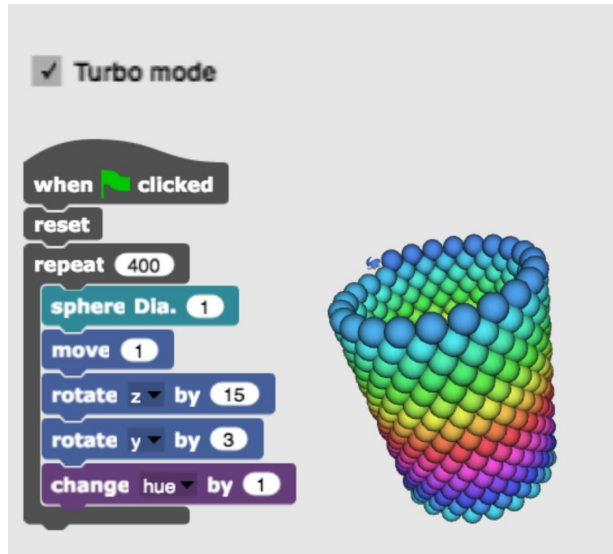 Turbo mode
when clicked
reset
repeat 400
sphere Dia. 1
move 1
rotate z by 15
rotate y by 3
change hue by 1